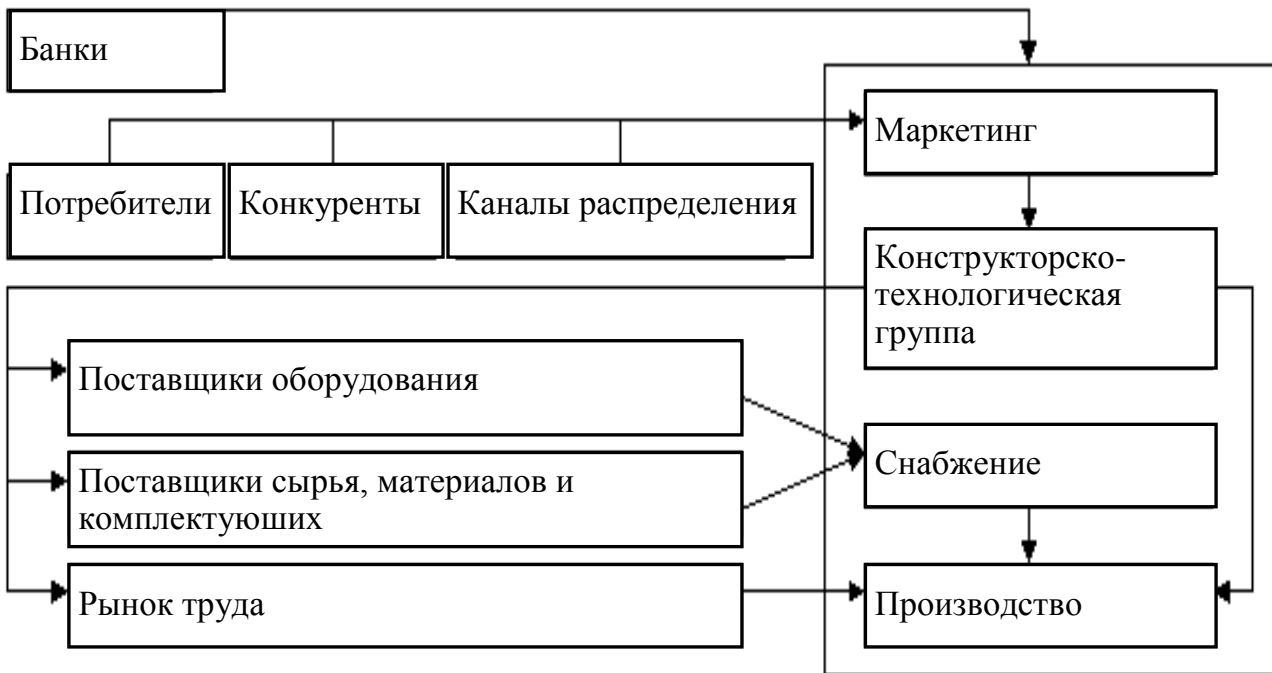 Банки
Маркетинг
Потребители
Конкуренты
Каналы распределения
Конструкторско-
технологическая
группа
Поставщики оборудования
Снабжение
Поставщики сырья, материалов и
комплектуюших
Рынок труда
Производство